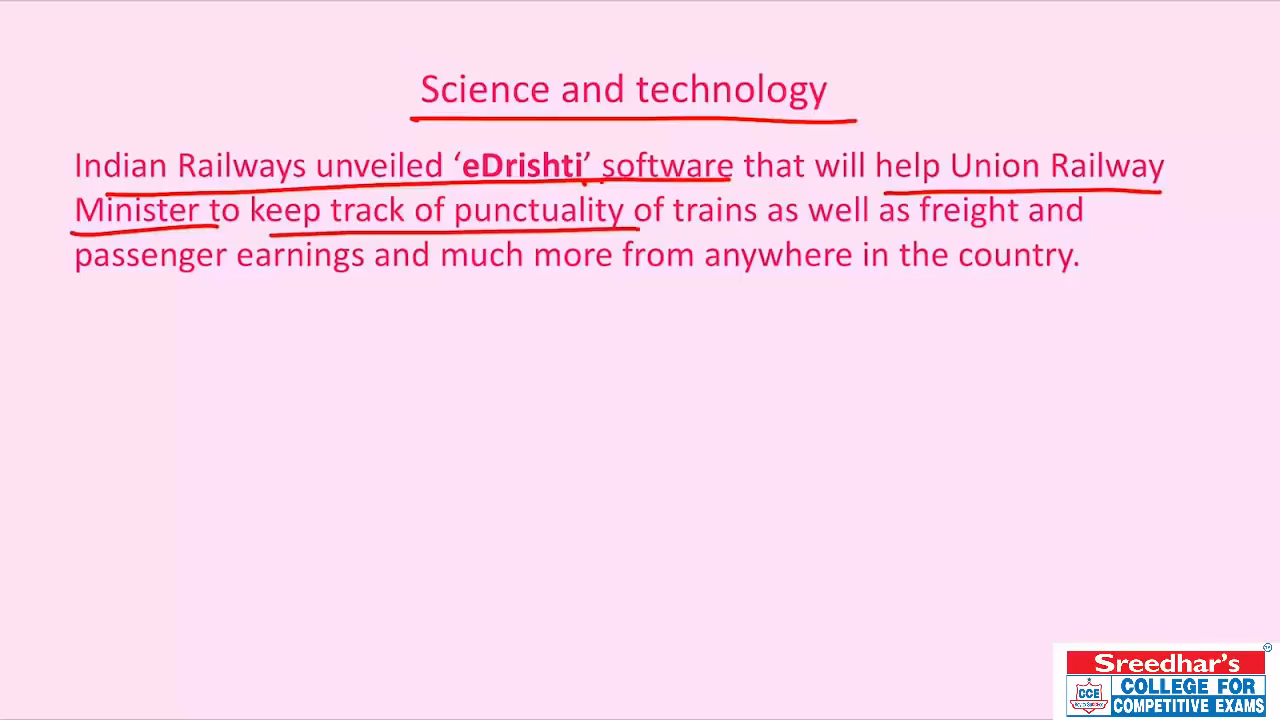 Science and technology
Indian Railways unveiled ‘eDrishti’ software that will help Union Railway
Minister to keep track of punctuality of trains as well as freight and
passenger earnings and much more from anywhere in the country.
Sreedhar's
CCE
COLLEGE FOR
COMPETITIVE EXAMS